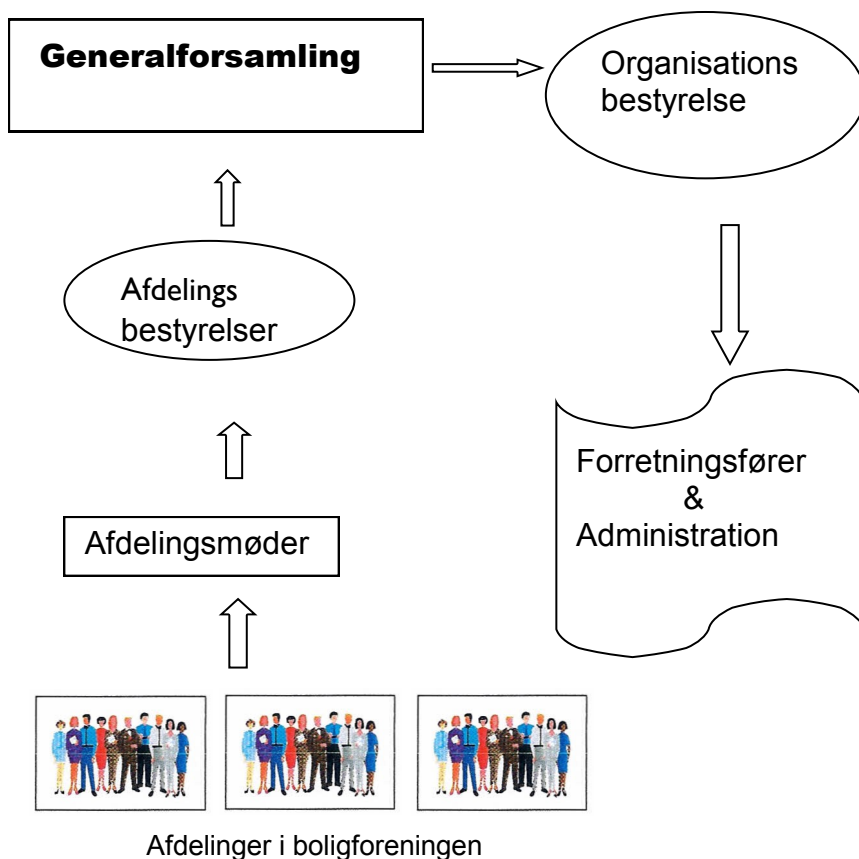 Generalforsamling
Organisations
bestyrelse
Afdelings
bestyrelser
Forretningsfører
&
Administration
Afdelingsmøder
Afdelinger i boligforeningen